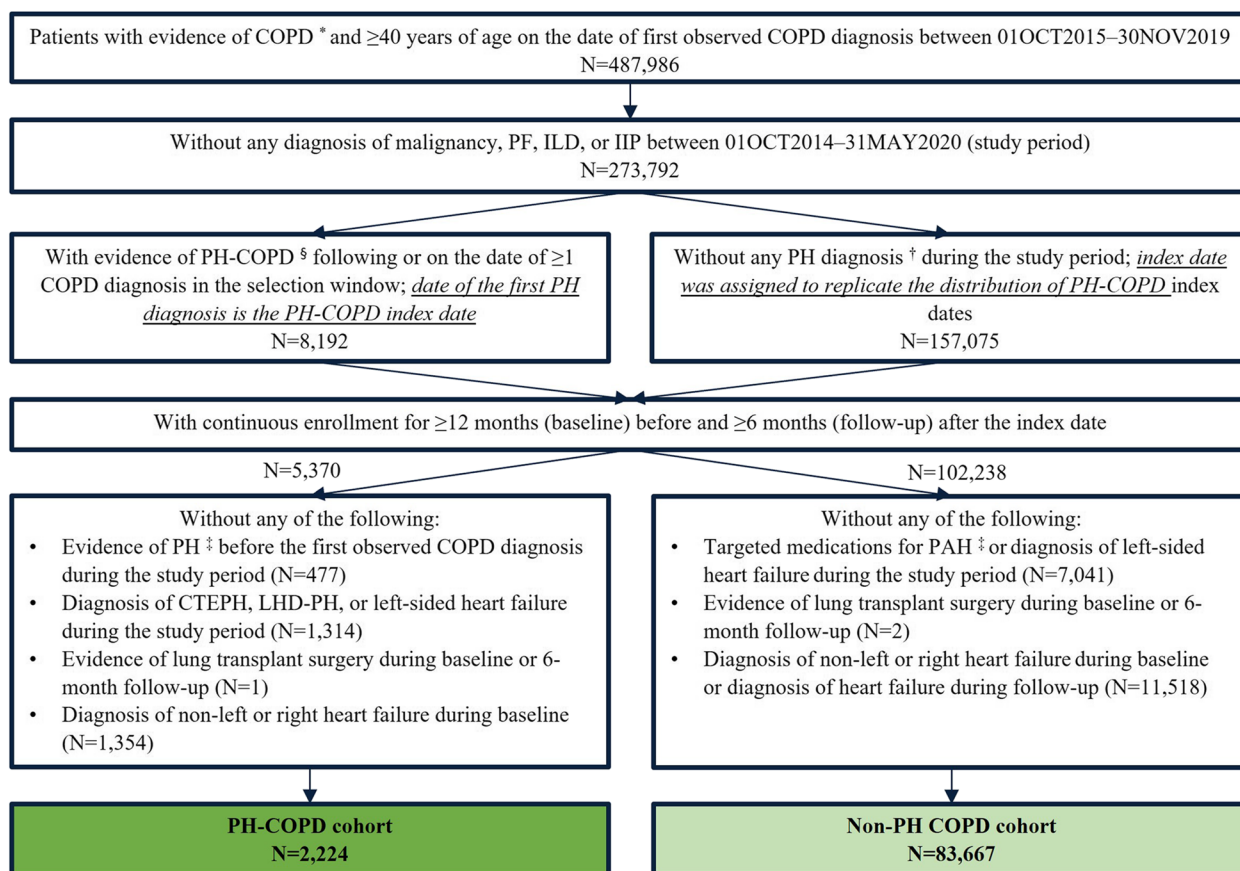 Patients with evidence of COPD * and ≥40 years of age on the date of first observed COPD diagnosis between 01OCT2015–30NOV2019
N=487,986
Without any diagnosis of malignancy, PF, ILD, or IIP between 01OCT2014–31MAY2020 (study period)
N=273,792
With evidence of PH-COPD § following or on the date of ≥1
COPD diagnosis in the selection window; date of the first PH
diagnosis is the PH-COPD index date
N=8,192
Without any PH diagnosis † during the study period; index date
was assigned to replicate the distribution of PH-COPD index
dates
N=157,075
With continuous enrollment for ≥12 months (baseline) before and ≥6 months (follow-up) after the index date
N=5,370
N=102,238
Without any of the following:
• Evidence of PH ‡ before the first observed COPD diagnosis
during the study period (N=477)
• Diagnosis of CTEPH, LHD-PH, or left-sided heart failure
during the study period (N=1,314)
• Evidence of lung transplant surgery during baseline or 6-
month follow-up (N=1)
• Diagnosis of non-left or right heart failure during baseline
(N=1,354)
Without any of the following:
• Targeted medications for PAH ‡ or diagnosis of left-sided
heart failure during the study period (N=7,041)
• Evidence of lung transplant surgery during baseline or 6-
month follow-up (N=2)
• Diagnosis of non-left or right heart failure during baseline
or diagnosis of heart failure during follow-up (N=11,518)
PH-COPD cohort
N=2,224
Non-PH COPD cohort
N=83,667